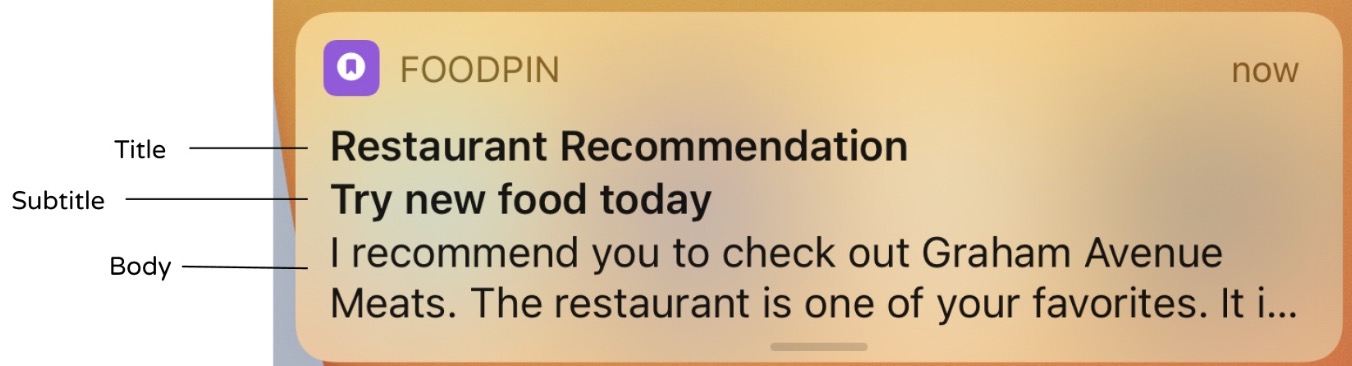 FOODPIN now
Title Restaurant Recommendation
Subtitle Try new food today
Body I recommend you to check out Graham Avenue
Meats. The restaurant is one of your favorites. It i...